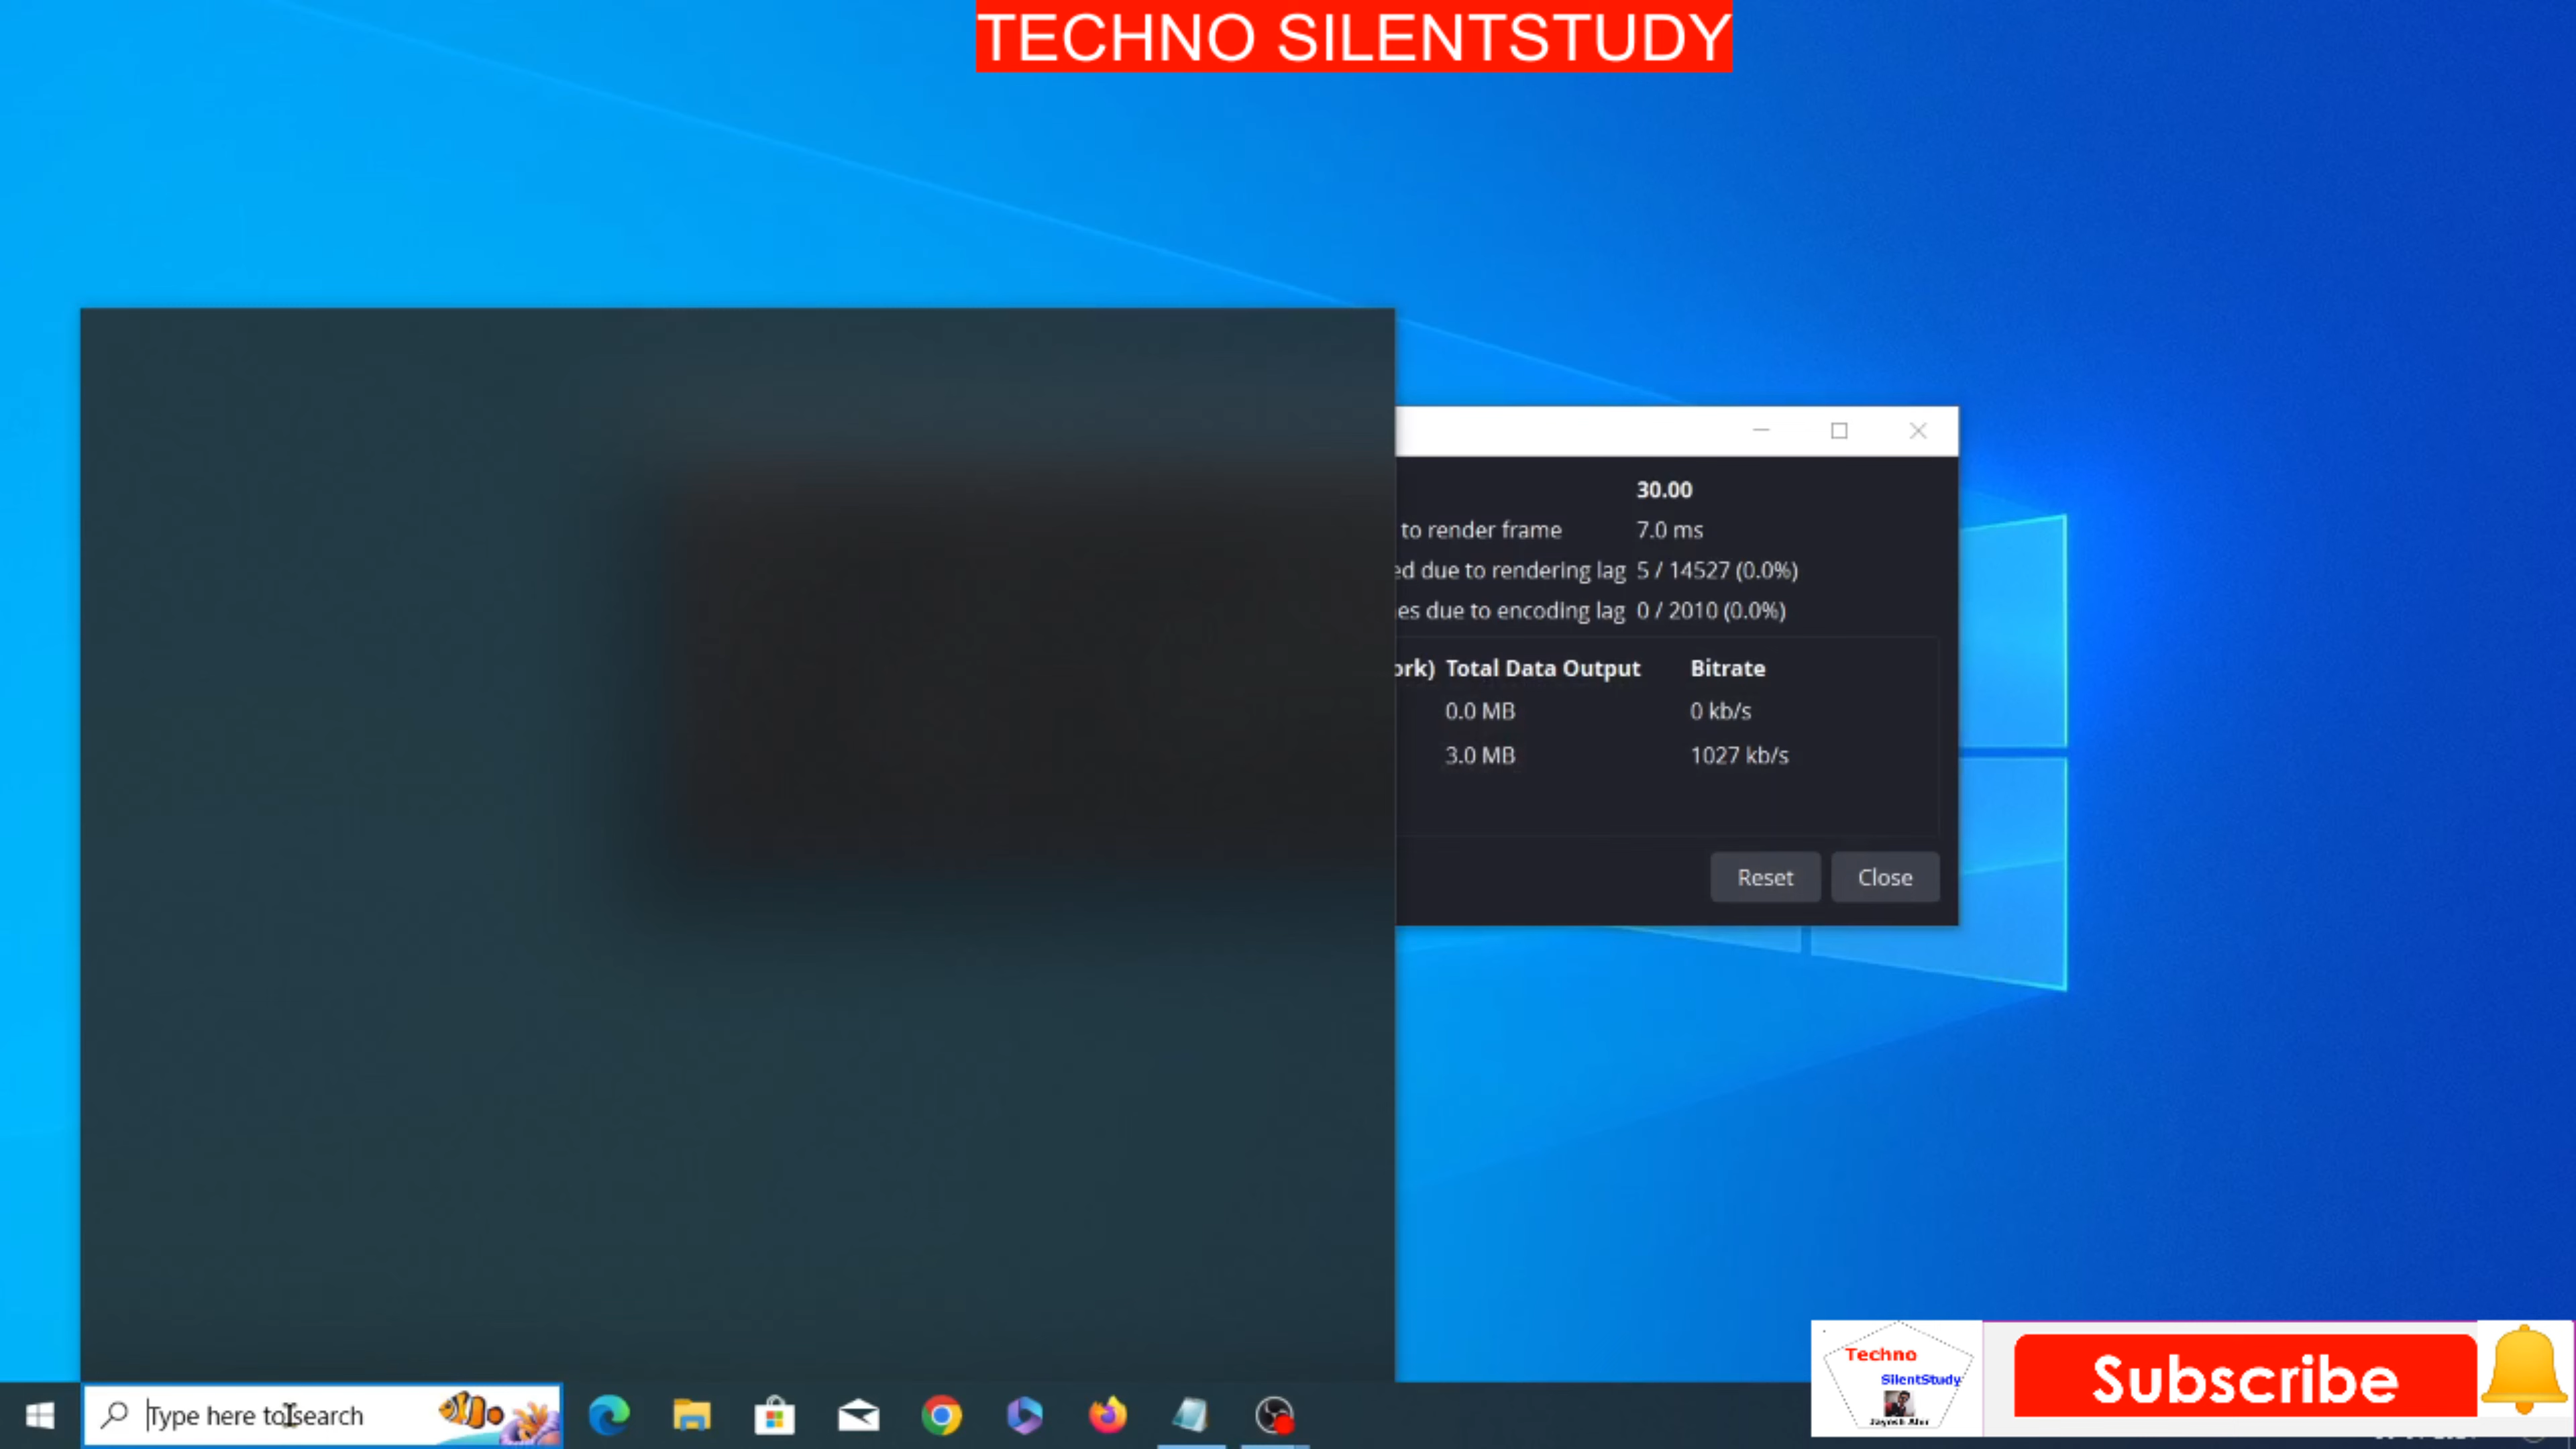 TECHNO SILENTSTUDY
30.00
to render frame 7.0 ms
ed due to rendering lag 5 / 14527 (0.0%)
es due to encoding lag 0 / 2010 (0.0%)
ork) Total Data Output Bitrate
0.0 MB 0 kb/s
3.0 MB 1027 kb/s
Reset Close
Type here to search
Techno
SilentStudy
Subscribe